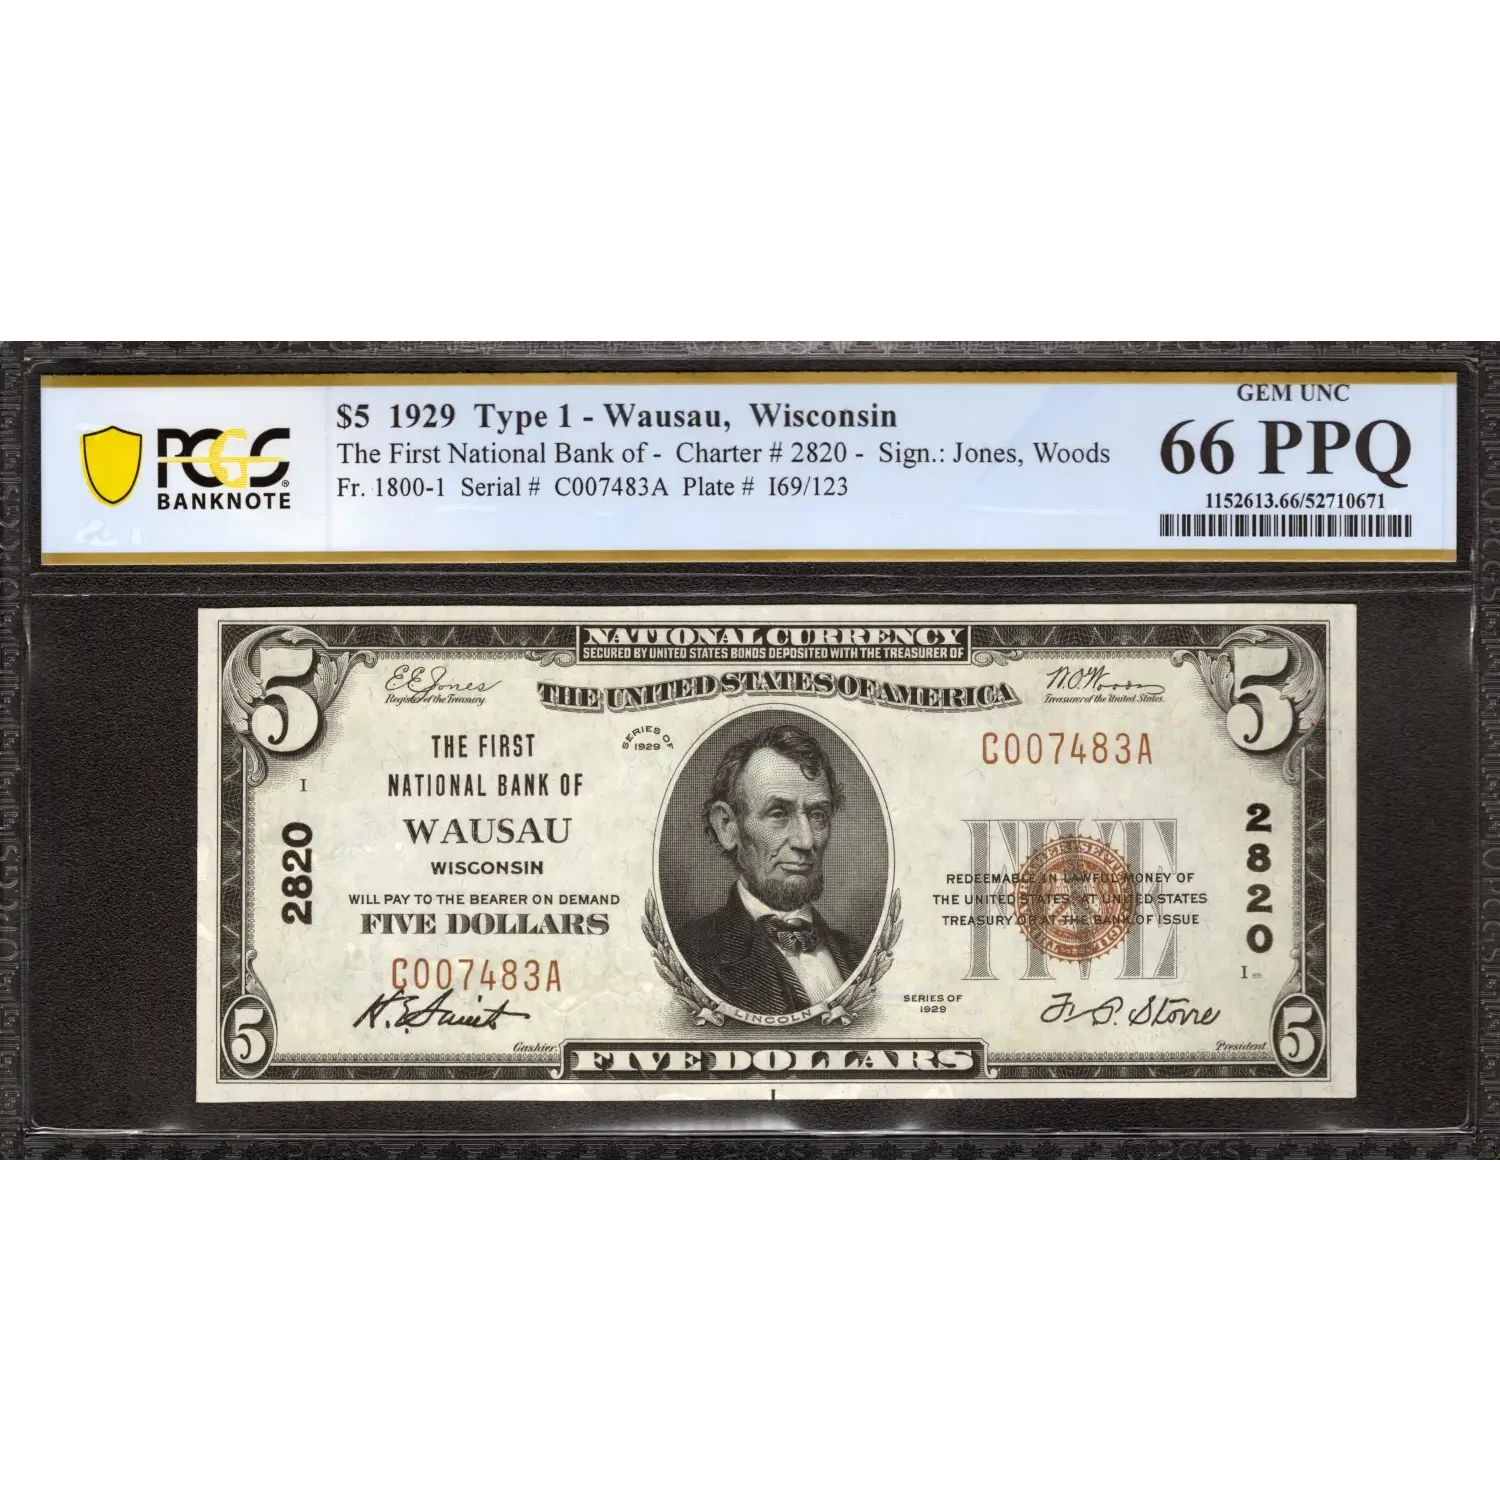 PCGS
BANKNOTE
$5 1929 Type 1 - Wausau, Wisconsin
The First National Bank of - Charter # 2820 - Sign.: Jones, Woods
Fr. 1800-1 Serial # C007483A Plate # I69/123
GEM UNC
66 PPQ
1152613.66/52710671
NATIONAL CURRENCY
SECURED BY UNITED STATES BONDS DEPOSITED WITH THE TREASURER OF
THE UNITED STATES OF AMERICA
5
5
E E Jones
Register of the Treasury.
W.O. Woods
Treasurer of the United States.
SERIES OF
1929
THE FIRST
NATIONAL BANK OF
WAUSAU
WISCONSIN
WILL PAY TO THE BEARER ON DEMAND
FIVE DOLLARS
C007483A
I
2820
C007483A
FIVE
REDEEMABLE IN LAWFUL MONEY OF
THE UNITED STATES, AT UNITED STATES
TREASURY OR AT THE BANK OF ISSUE
2820
I
LINCOLN
SERIES OF
1929
Cashier.
President.
5
FIVE DOLLARS
5